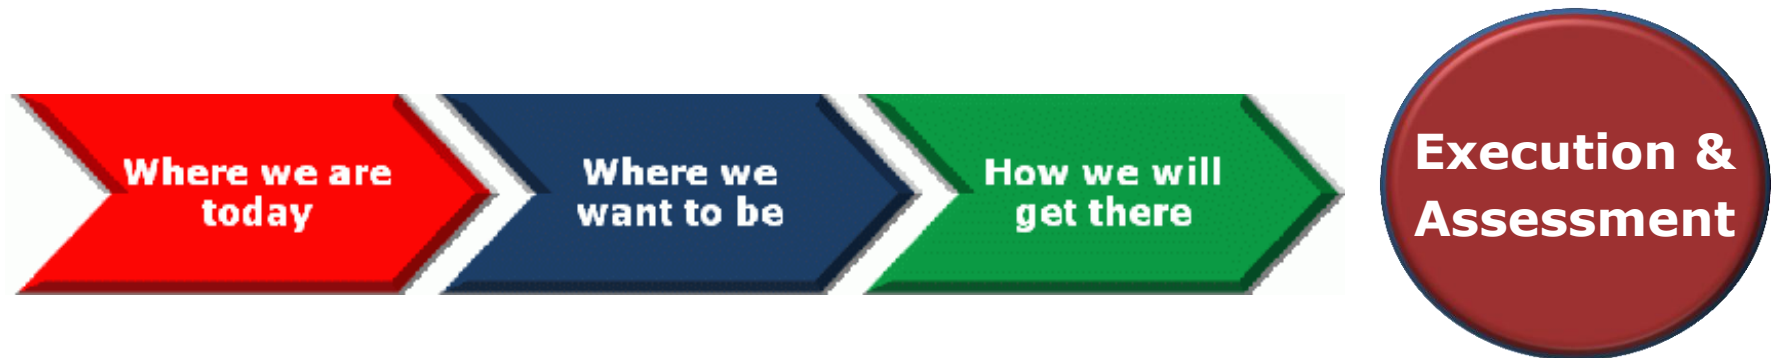 Where we are
today
Where we
want to be
How we will
get there
Execution &
Assessment